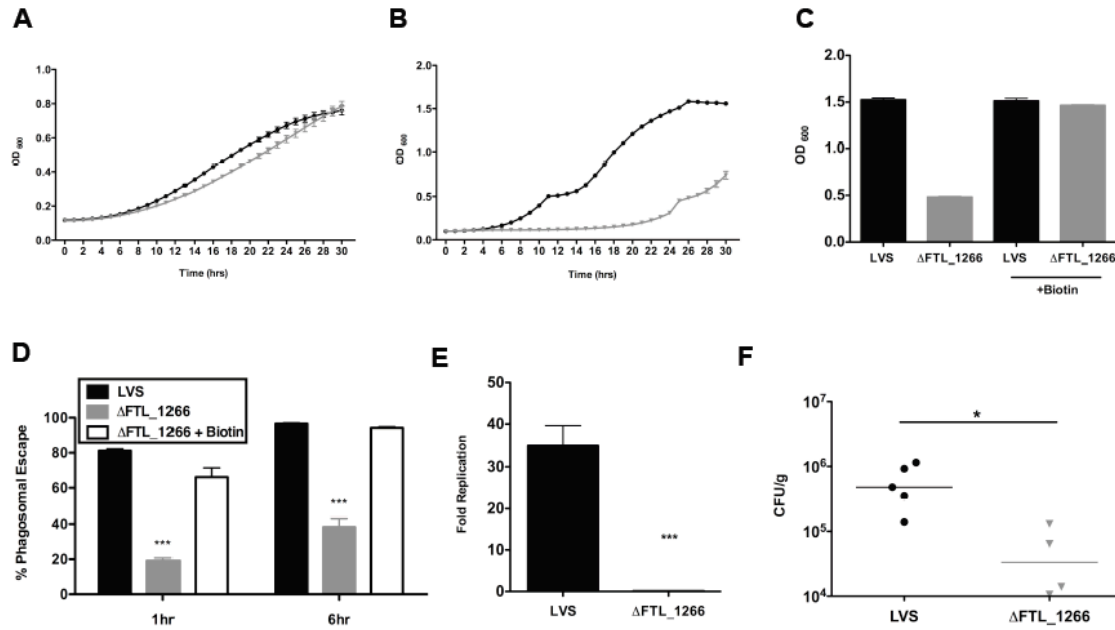 A
B
C
1.0
0.8
0.6
0.4
0.2
0.0
OD 600
0 2 4 6 8 10 12 14 16 18 20 22 24 26 28 30
Time (hrs)
2.0
1.5
1.0
0.5
0.0
OD 600
0 2 4 6 8 10 12 14 16 18 20 22 24 26 28 30
Time (hrs)
2.0
1.5
1.0
0.5
0.0
OD 600
LVS ΔFTL_1266 LVS ΔFTL_1266
+Biotin
D
E
F
LVS
ΔFTL_1266
ΔFTL_1266 + Biotin
100
80
60
40
20
0
% Phagosomal Escape
***
***
1hr 6hr
50
40
30
20
10
0
Fold Replication
***
LVS ΔFTL_1266
10^7
10^6
10^5
10^4
CFU/g
*
LVS ΔFTL_1266